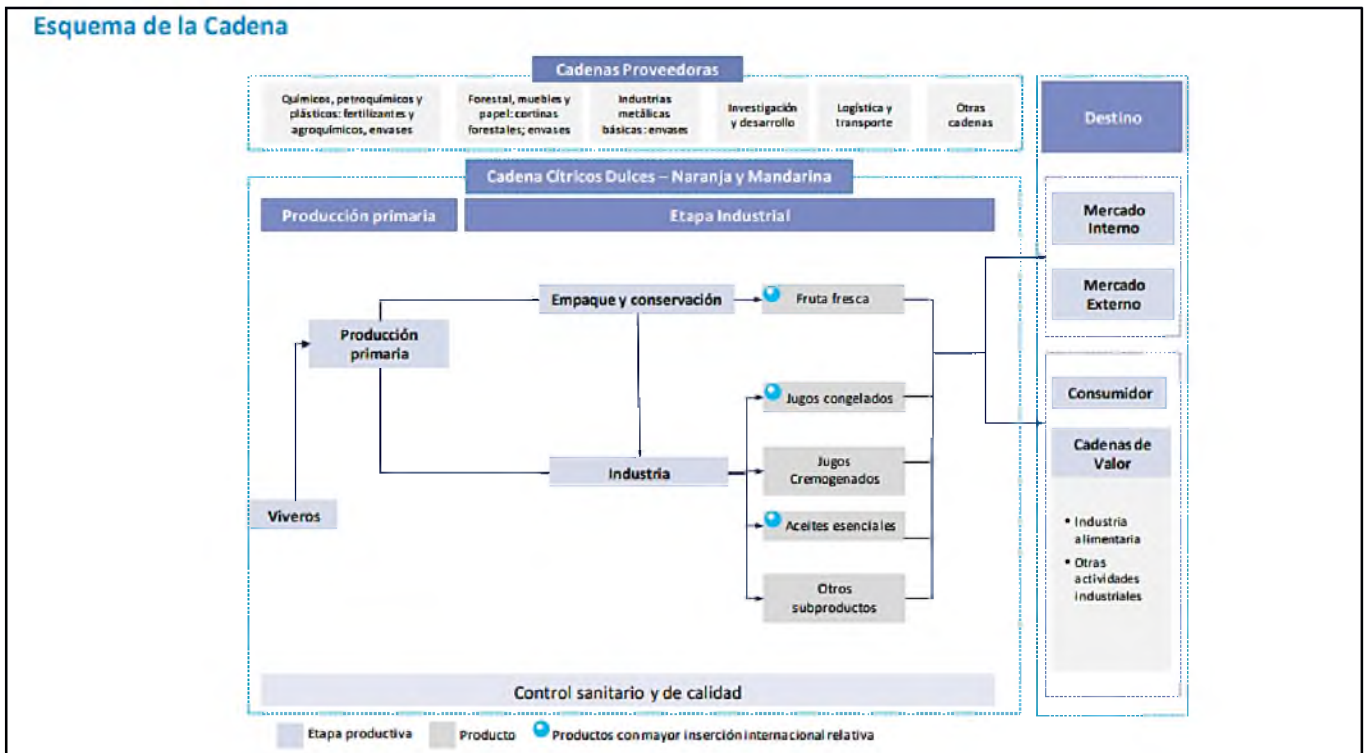 Esquema de la Cadena
Cadenas Proveedoras
Químicos, petroquímicos y
plásticos: fertilizantes y
agroquímicos, envases
Forestal, muebles y
papel: cortinas
forestales; envases
Industrias
metálicas
básicas: envases
Investigación
y desarrollo
Logística y
transporte
Otras
cadenas
Destino
Cadena Cítricos Dulces – Naranja y Mandarina
Producción primaria
Etapa Industrial
Mercado
Interno
Mercado
Externo
Empaque y conservación
Fruta fresca
Producción
primaria
Jugos congelados
Consumidor
Cadenas de
Valor
Industria
Jugos
Cremogenados
Viveros
Aceites esenciales
• Industria
alimentaria
• Otras
actividades
industriales
Otros
subproductos
Control sanitario y de calidad
Etapa productiva
Producto
Productos con mayor inserción internacional relativa